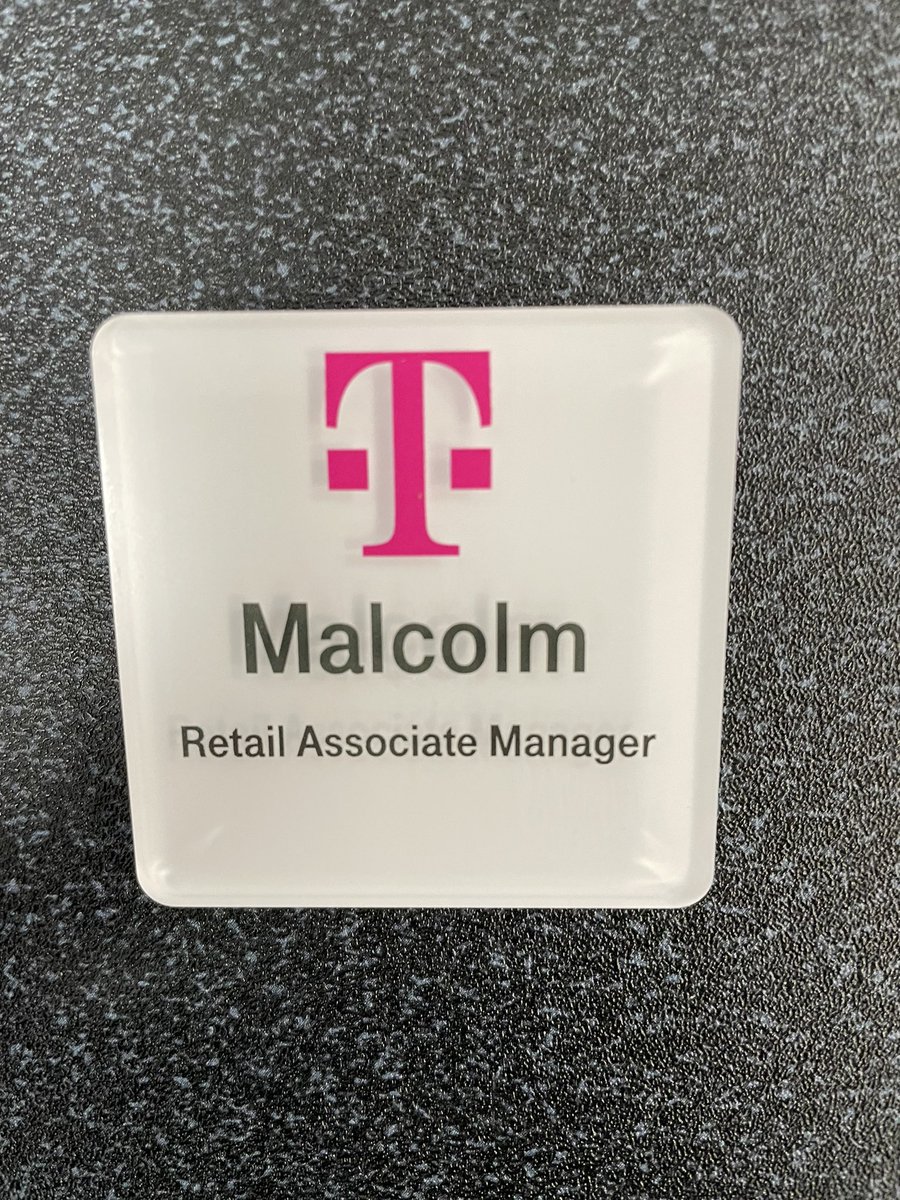 T
Malcolm
Retail Associate Manager